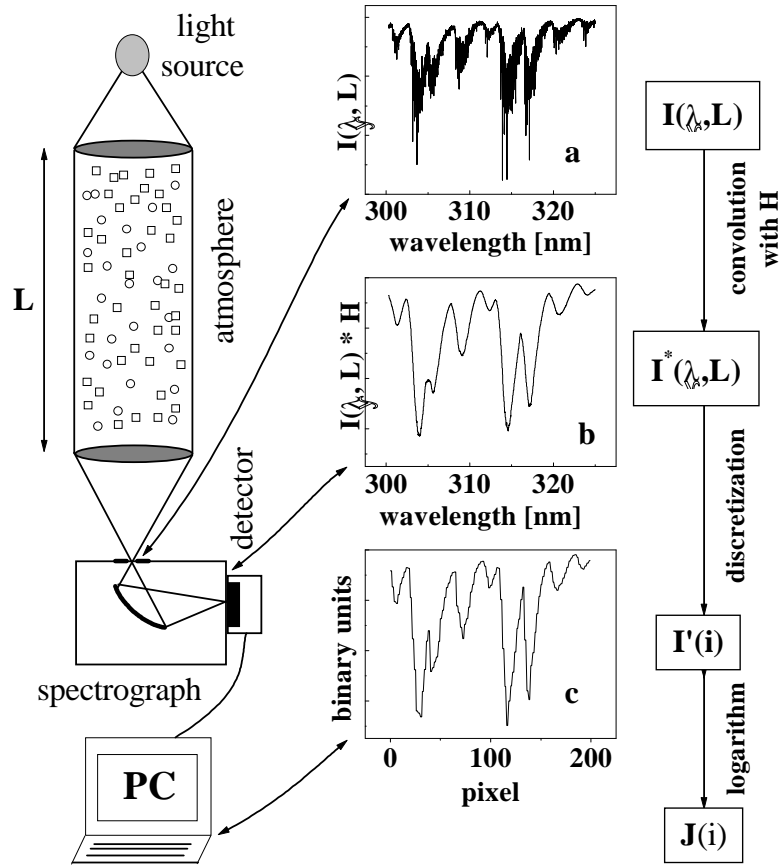 light
source
L
atmosphere
detector
spectrograph
PC
I(λ, L)
a
300
310
320
wavelength [nm]
I(λ, L) * H
b
300
310
320
wavelength [nm]
binary units
c
0
100
200
pixel
I(λ,L)
convolution
with H
I*(λ,L)
discretization
I'(i)
logarithm
J(i)